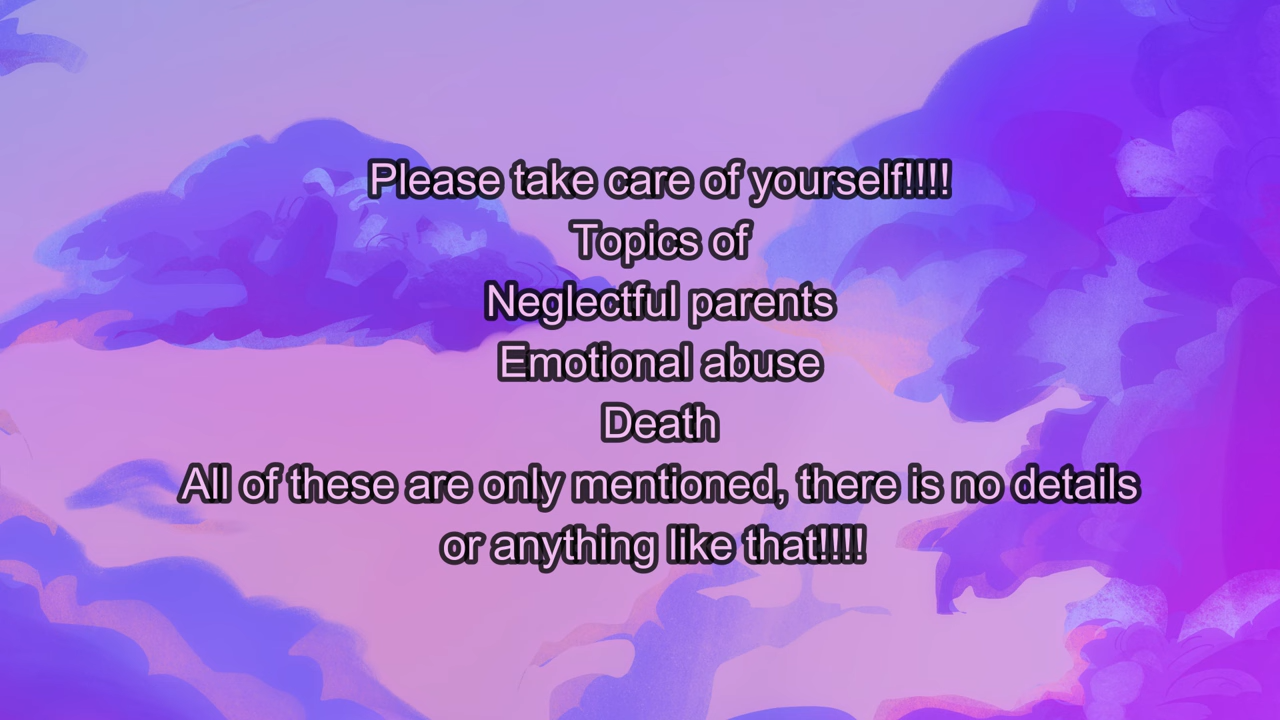 Please take care of yourself!!!!
Topics of
Neglectful parents
Emotional abuse
Death
All of these are only mentioned, there is no details
or anything like that!!!!